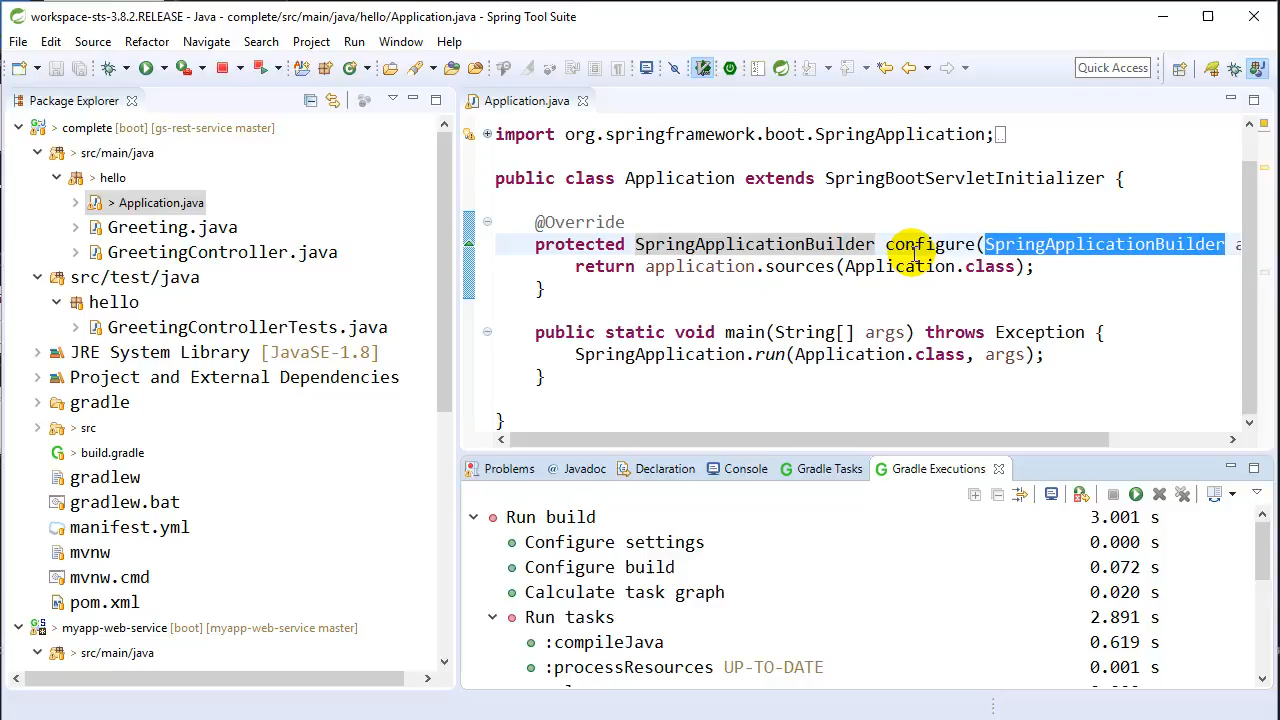 workspace-sts-3.8.2.RELEASE - Java - complete/src/main/java/hello/Application.java - Spring Tool Suite
File Edit Source Refactor Navigate Search Project Run Window Help
Quick Access
Package Explorer
Application.java
complete [boot] [gs-rest-service master]
> src/main/java
> hello
> Application.java
Greeting.java
GreetingController.java
src/test/java
hello
GreetingControllerTests.java
JRE System Library [JavaSE-1.8]
Project and External Dependencies
gradle
> src
build.gradle
gradlew
gradlew.bat
manifest.yml
mvnw
mvnw.cmd
pom.xml
> myapp-web-service [boot] [myapp-web-service master]
> src/main/java
import org.springframework.boot.SpringApplication;
public class Application extends SpringBootServletInitializer {
@Override
protected SpringApplicationBuilder configure(SpringApplicationBuilder a
return application.sources(Application.class);
}
public static void main(String[] args) throws Exception {
SpringApplication.run(Application.class, args);
}
}
Problems @ Javadoc Declaration Console Gradle Tasks Gradle Executions
Run build 3.001 s
Configure settings 0.000 s
Configure build 0.072 s
Calculate task graph 0.020 s
Run tasks 2.891 s
:compileJava 0.619 s
:processResources UP-TO-DATE 0.001 s